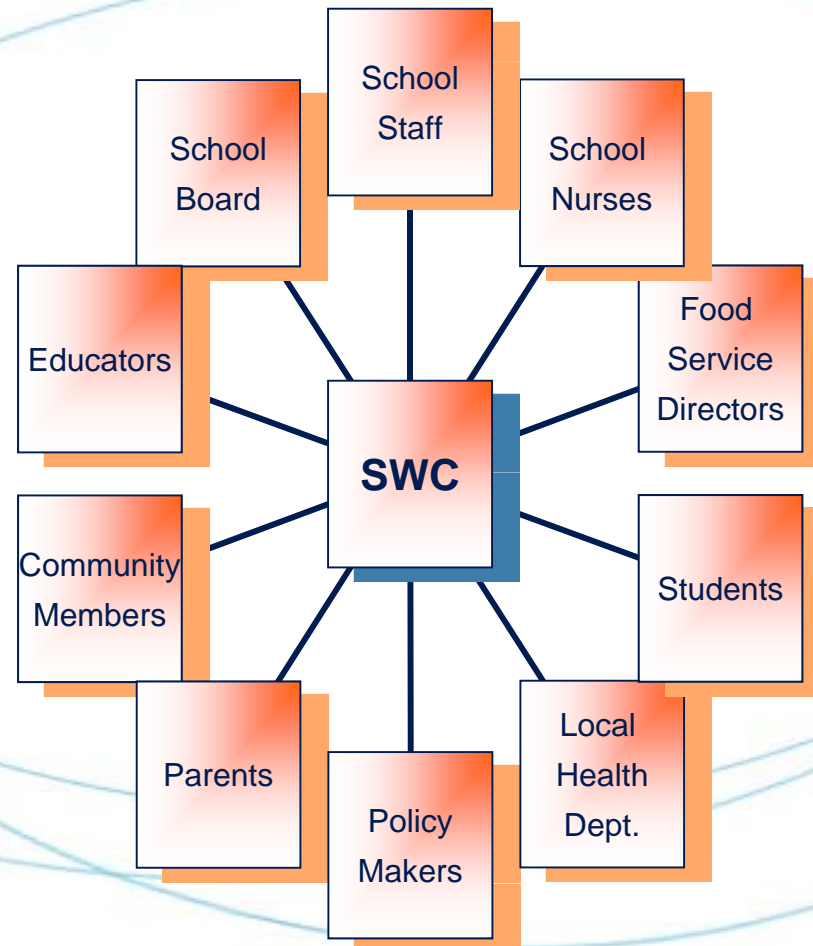 School
Staff
School
Board
School
Nurses
Educators
Food
Service
Directors
SWC
Community
Members
Students
Parents
Local
Health
Dept.
Policy
Makers